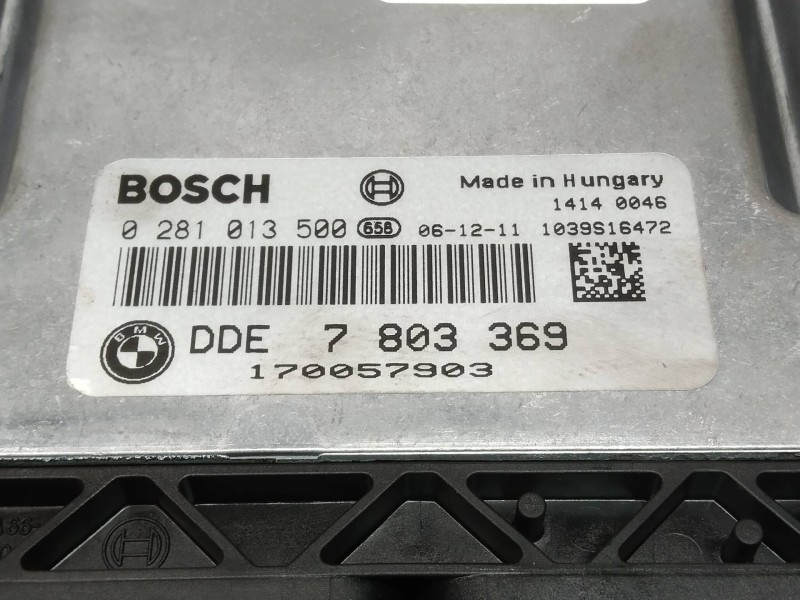 BOSCH
Made in Hungary
1414 0046
0 281 013 500 658 06-12-11 1039S16472
BMW
DDE 7 803 369
170057903